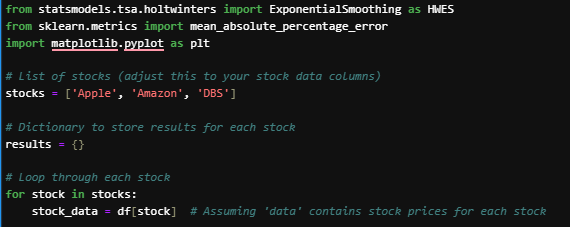 from statsmodels.tsa.holtwinters import ExponentialSmoothing as HWES
from sklearn.metrics import mean_absolute_percentage_error
import matplotlib.pyplot as plt
# List of stocks (adjust this to your stock data columns)
stocks = ['Apple', 'Amazon', 'DBS']
# Dictionary to store results for each stock
results = {}
# Loop through each stock
for stock in stocks:
    stock_data = df[stock]  # Assuming 'data' contains stock prices for each stock